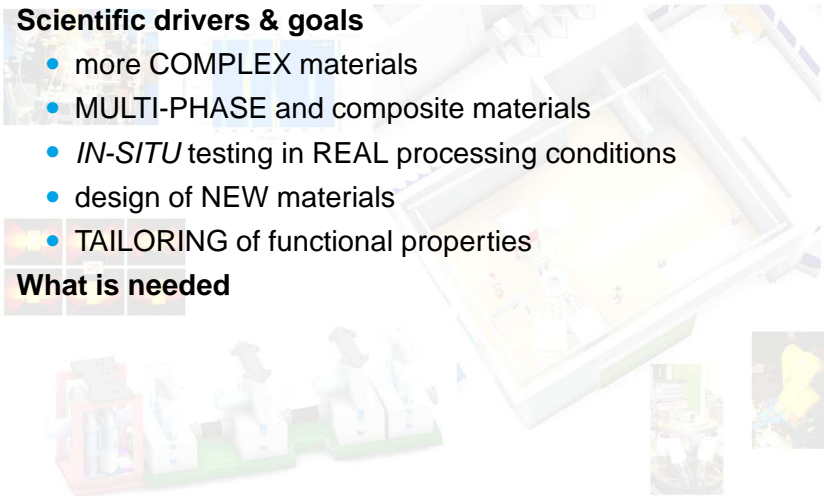 Scientific drivers & goals
• more COMPLEX materials
• MULTI-PHASE and composite materials
• IN-SITU testing in REAL processing conditions
• design of NEW materials
• TAILORING of functional properties
What is needed